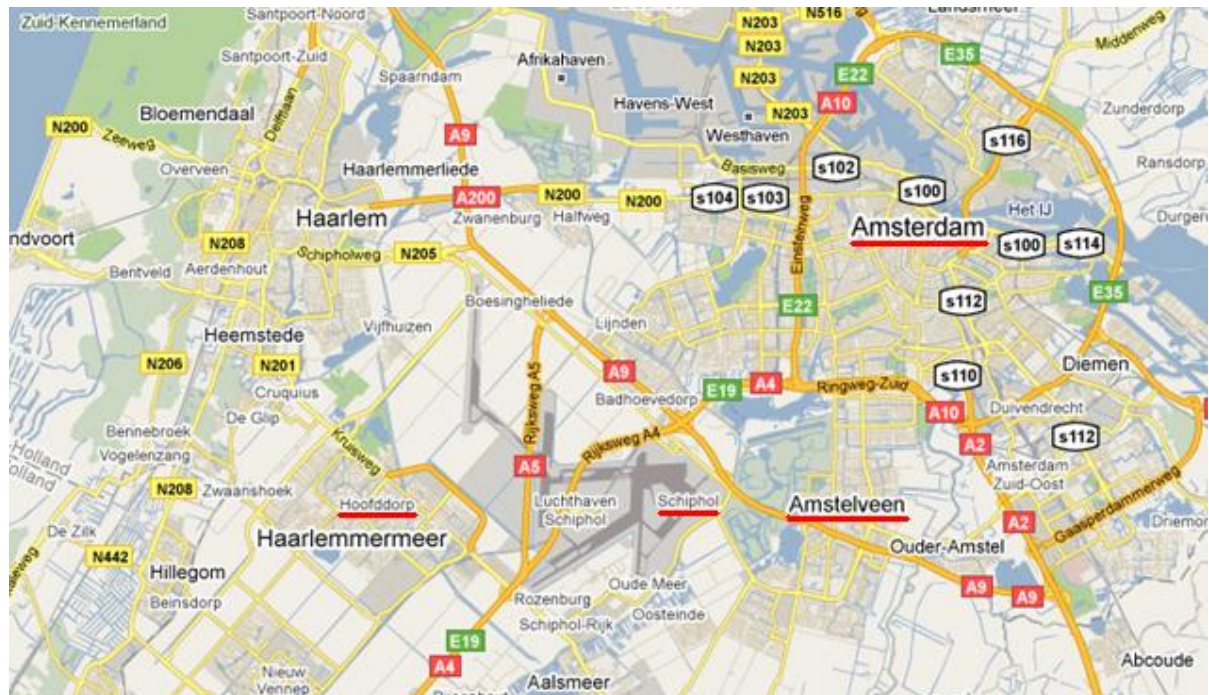 Zuid-Kennemerland
Santpoort-Noord
N203
N516
Landsmeer
Santpoort-Zuid
Spaarndam
Afrikahaven
N203
E22
E35
Middenweg
Bloemendaal
Delftlaan
Havens-West
N203
A10
Zunderdorp
N200
Zeeweg
A9
Westhaven
N203
s116
Overveen
Haarlemmerliede
Basisweg
s102
Ransdorp
A200
N200
N200
s104
s103
s100
Haarlem
Zwanenburg
Halfweg
Het IJ
ndvoort
N208
Schipholweg
N205
Einsteinweg
Amsterdam
s100
s114
Bentveld
Aerdenhout
Boesingheliede
s112
E35
E22
Heemstede
Vijfhuizen
Lijnden
N206
N201
A9
Diemen
Cruquius
Badhoevedorp
E19
A4
Ringweg-Zuid
s110
De Glip
Rijksweg A5
A10
Duivendrecht
Bennebroek
Kruisweg
Rijksweg A4
A2
s112
Vogelenzang
Holland
Holland
A5
Amsterdam
Zuid-Oost
N208
Zwaanshoek
Hoofddorp
Luchthaven
Schiphol
Schiphol
Amstelveen
Gaasperdammerweg
De Zilk
Haarlemmermeer
A2
Driemon
N442
Hillegom
Ouder-Amstel
Oude Meer
A9
A9
Beinsdorp
Rozenburg
Oosteinde
Schiphol-Rijk
E19
Nieuw
Vennep
A4
Aalsmeer
Abcoude